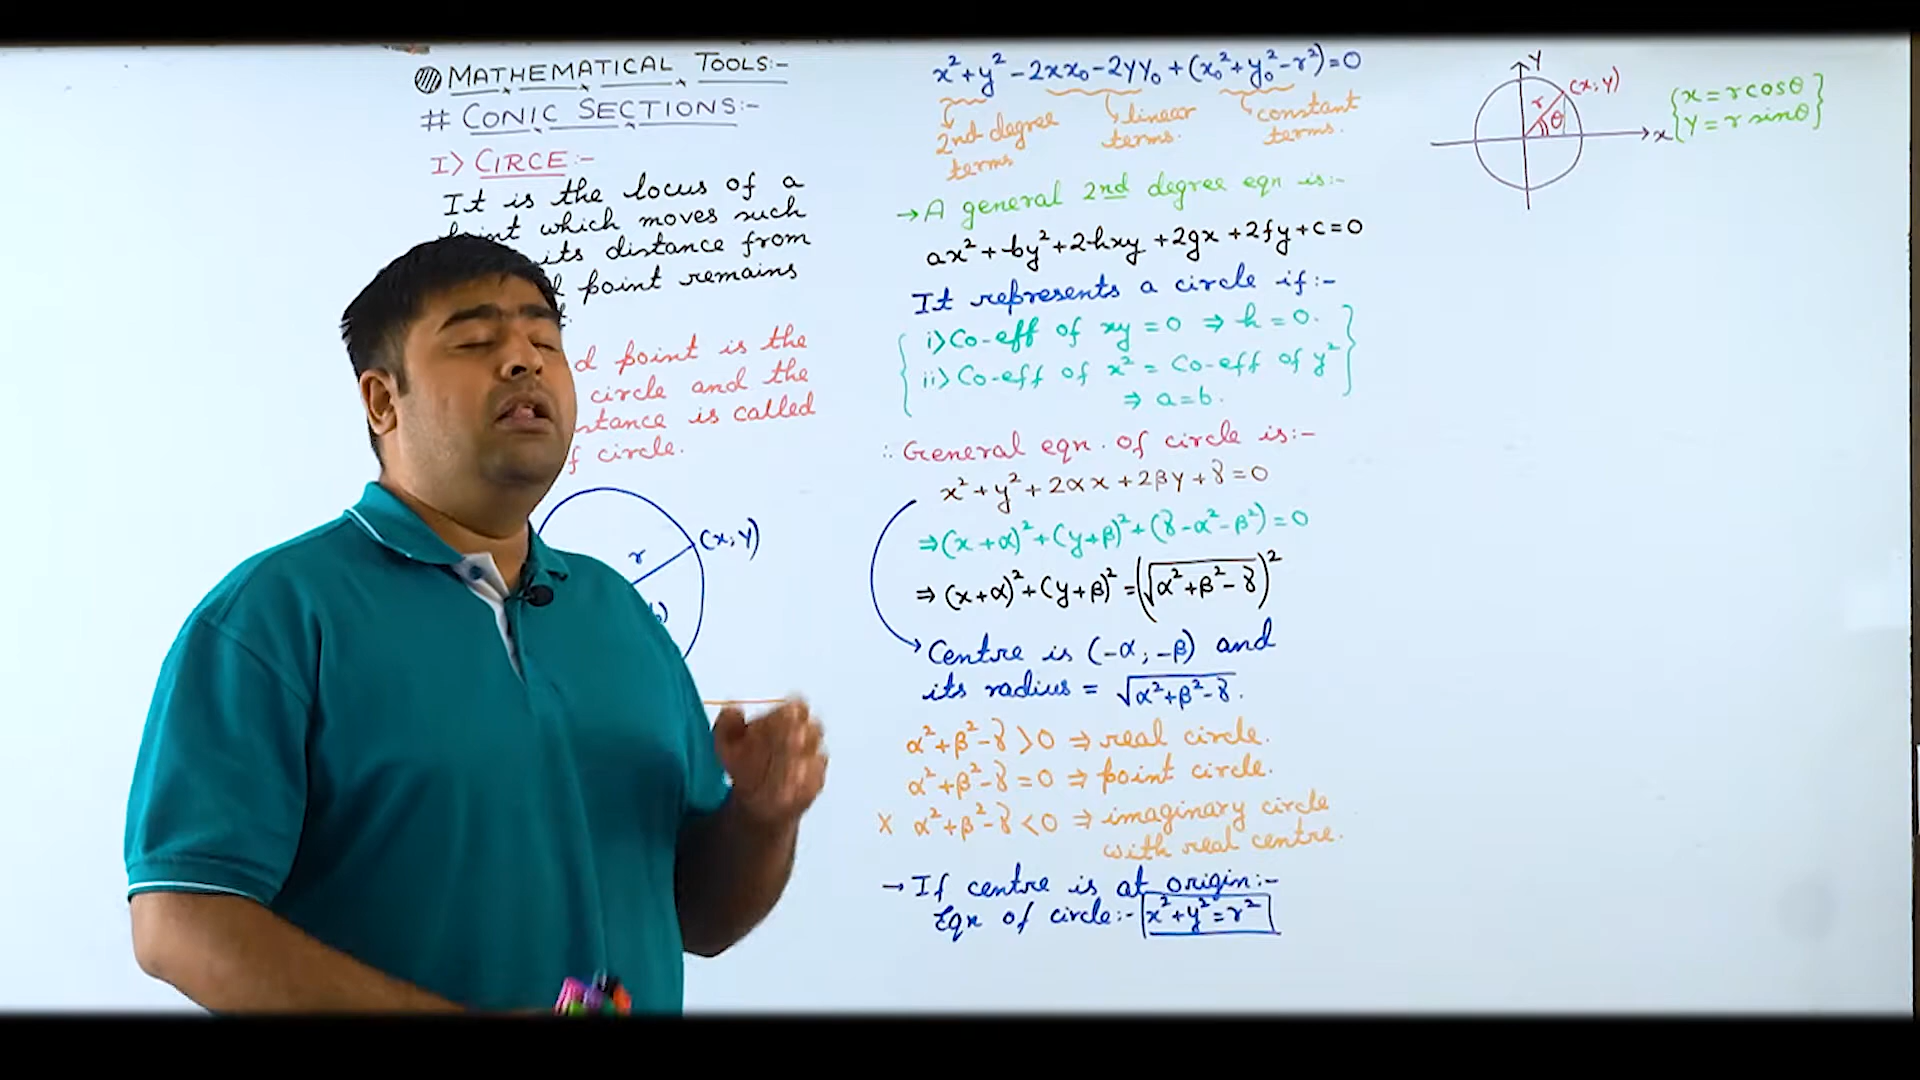 MATHEMATICAL TOOLS:-
# CONIC SECTIONS:-
I> CIRCE:-
It is the locus of a
which moves such
its distance from
point remains
point is the
circle and the
is called
circle.
r
(x, y)
x² + y² - 2xx₀ - 2yy₀ + (x₀² + y₀² - r²) = 0
2nd degree terms
linear terms.
constant terms.
→ A general 2nd degree eqn is:-
ax² + by² + 2hxy + 2gx + 2fy + c = 0
It represents a circle if:-
i> Co-eff of xy = 0 ⇒ h = 0.
ii> Co-eff of x² = Co-eff of y²
⇒ a = b.
∴ General eqn. of circle is:-
x² + y² + 2αx + 2βy + γ = 0
⇒ (x + α)² + (y + β)² + (γ - α² - β²) = 0
⇒ (x + α)² + (y + β)² = (√(α² + β² - γ))²
Centre is (-α, -β) and
its radius = √(α² + β² - γ).
α² + β² - γ > 0 ⇒ real circle.
α² + β² - γ = 0 ⇒ point circle.
X α² + β² - γ < 0 ⇒ imaginary circle
with real centre.
→ If centre is at origin:-
Eqn of circle:- x² + y² = r²
Y
(x, y)
r
θ
x
x = r cosθ
y = r sinθ